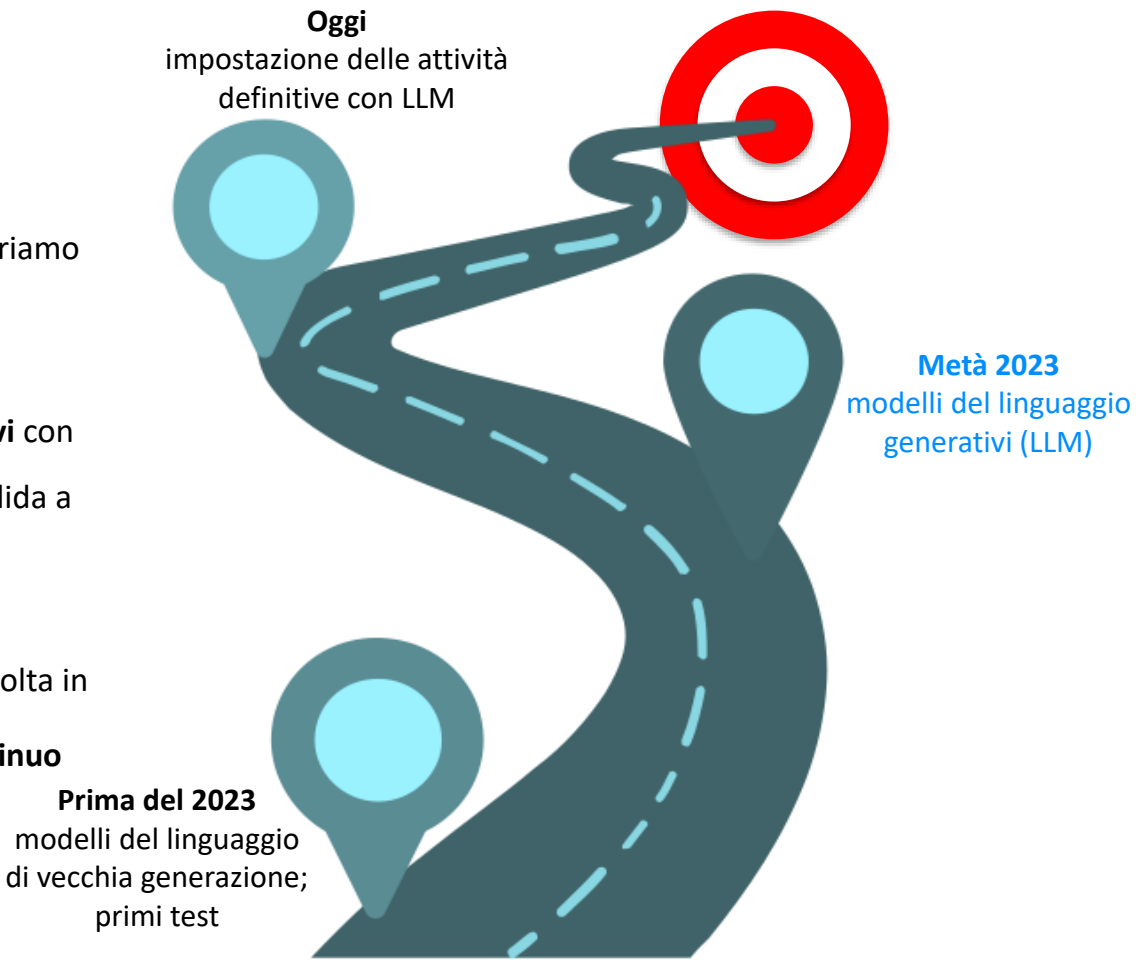 Oggi
impostazione delle attività
definitive con LLM
riamo
Metà 2023
modelli del linguaggio
generativi (LLM)
vi con
lida a
olta in
inuo
Prima del 2023
modelli del linguaggio
di vecchia generazione;
primi test